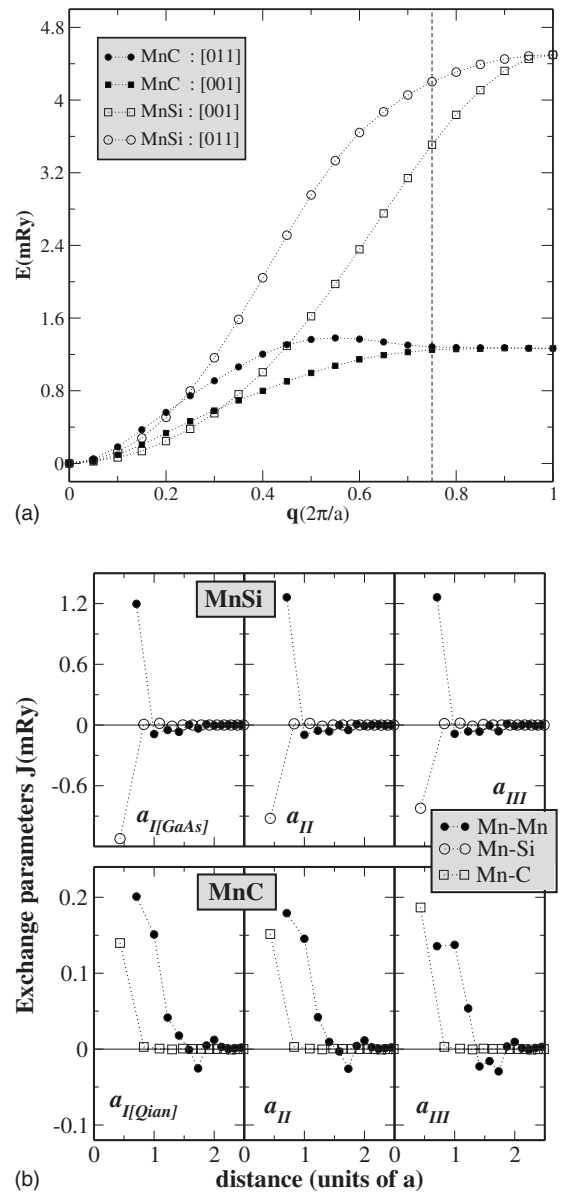 4.8
4
3.2
2.4
1.6
0.8
0
E(mRy)
MnC : [011]
MnC : [001]
MnSi : [001]
MnSi : [011]
0 0.2 0.4 0.6 0.8 1
q(2π/a)
(a)
MnSi
1.2
0.6
0
-0.6
a_I[GaAs]
a_II
a_III
Mn-Mn
Mn-Si
Mn-C
MnC
0.2
0.1
0
-0.1
a_I[Qian]
a_II
a_III
Exchange parameters J(mRy)
0 1 2 0 1 2 0 1 2
distance (units of a)
(b)